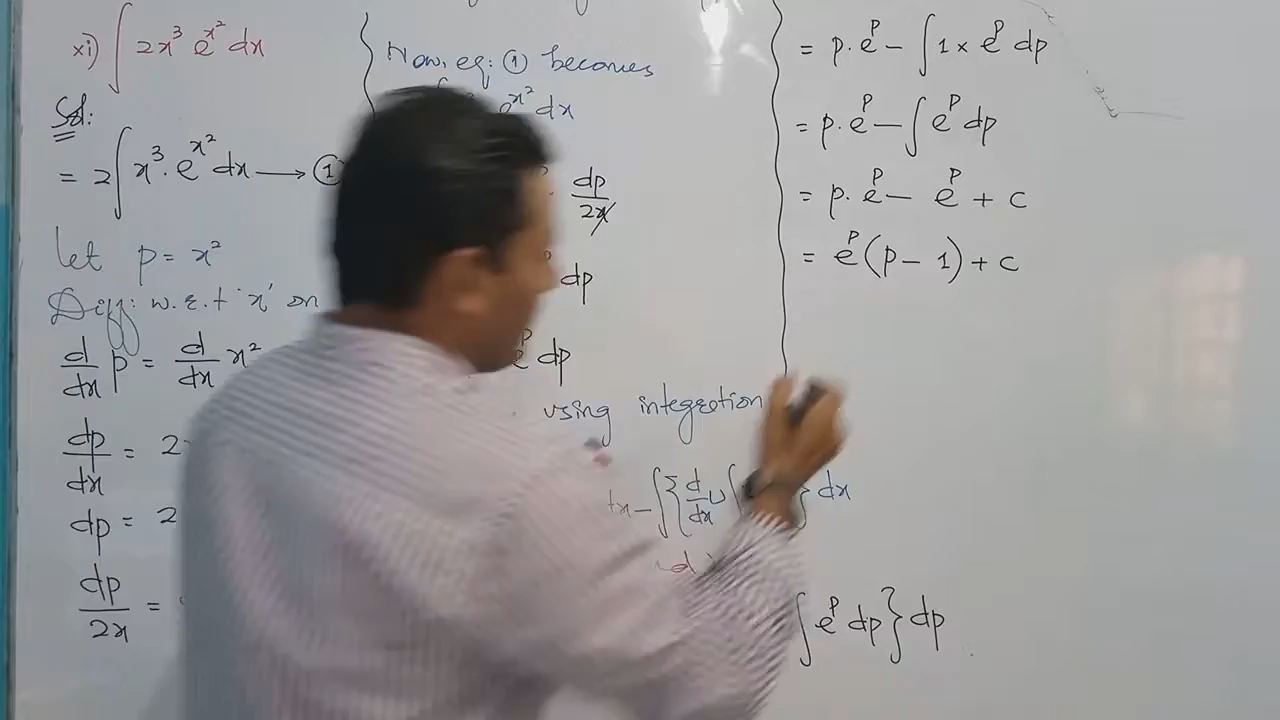 xi) ∫ 2x³ e^x² dx
Sol:
= 2∫ x³ · e^x² dx ⟶ ①
Let p = x²
Diff: w.r.t 'x' on
d/dx p = d/dx x²
dp/dx = 2
dp = 2
dp/2x =
Now, eq: ① becomes
e^x² dx
dp/2x
dp
e^p dp
using integration
dx − ∫{d/dx u ∫ } dx
∫ e^p dp} dp
= p · e^p − ∫ 1 × e^p dp
= p · e^p − ∫ e^p dp
= p · e^p − e^p + c
= e^p (p − 1) + c